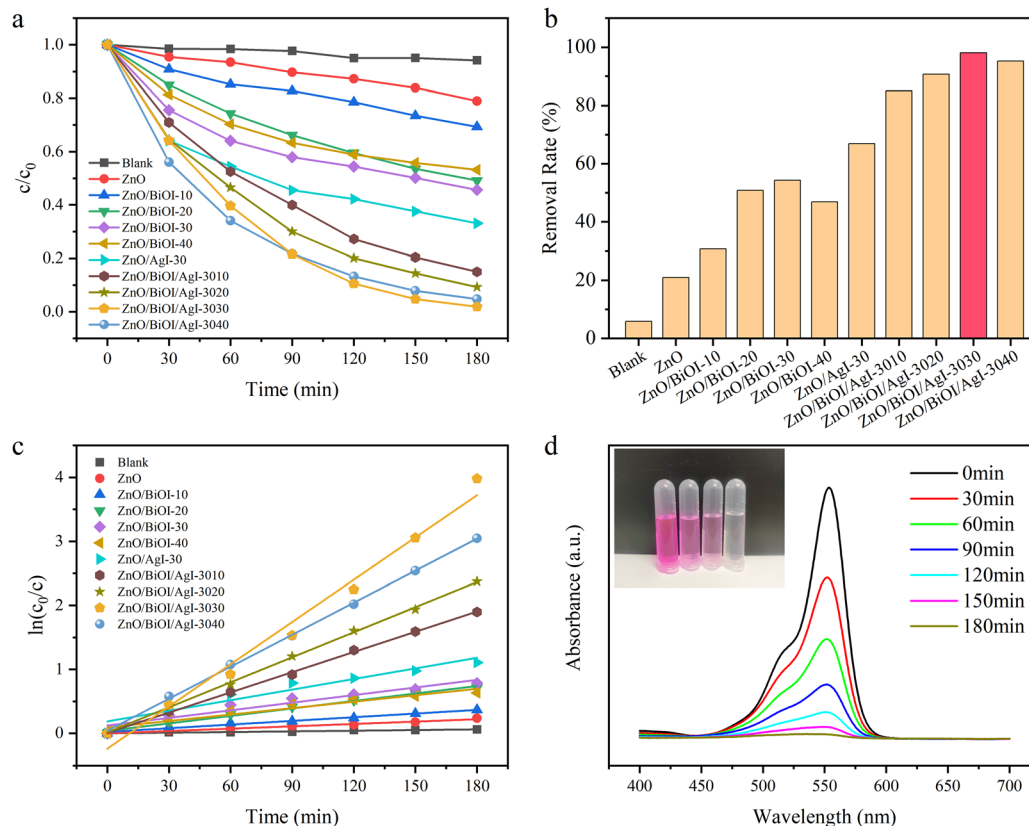 a
1.0
0.8
0.6
0.4
0.2
0.0
c/c0
Blank
ZnO
ZnO/BiOI-10
ZnO/BiOI-20
ZnO/BiOI-30
ZnO/BiOI-40
ZnO/AgI-30
ZnO/BiOI/AgI-3010
ZnO/BiOI/AgI-3020
ZnO/BiOI/AgI-3030
ZnO/BiOI/AgI-3040
0 30 60 90 120 150 180
Time (min)
b
100
80
60
40
20
0
Removal Rate (%)
Blank
ZnO
ZnO/BiOI-10
ZnO/BiOI-20
ZnO/BiOI-30
ZnO/BiOI-40
ZnO/AgI-30
ZnO/BiOI/AgI-3010
ZnO/BiOI/AgI-3020
ZnO/BiOI/AgI-3030
ZnO/BiOI/AgI-3040
c
4
3
2
1
0
ln(c0/c)
Blank
ZnO
ZnO/BiOI-10
ZnO/BiOI-20
ZnO/BiOI-30
ZnO/BiOI-40
ZnO/AgI-30
ZnO/BiOI/AgI-3010
ZnO/BiOI/AgI-3020
ZnO/BiOI/AgI-3030
ZnO/BiOI/AgI-3040
0 30 60 90 120 150 180
Time (min)
d
Absorbance (a.u.)
0min
30min
60min
90min
120min
150min
180min
400 450 500 550 600 650 700
Wavelength (nm)